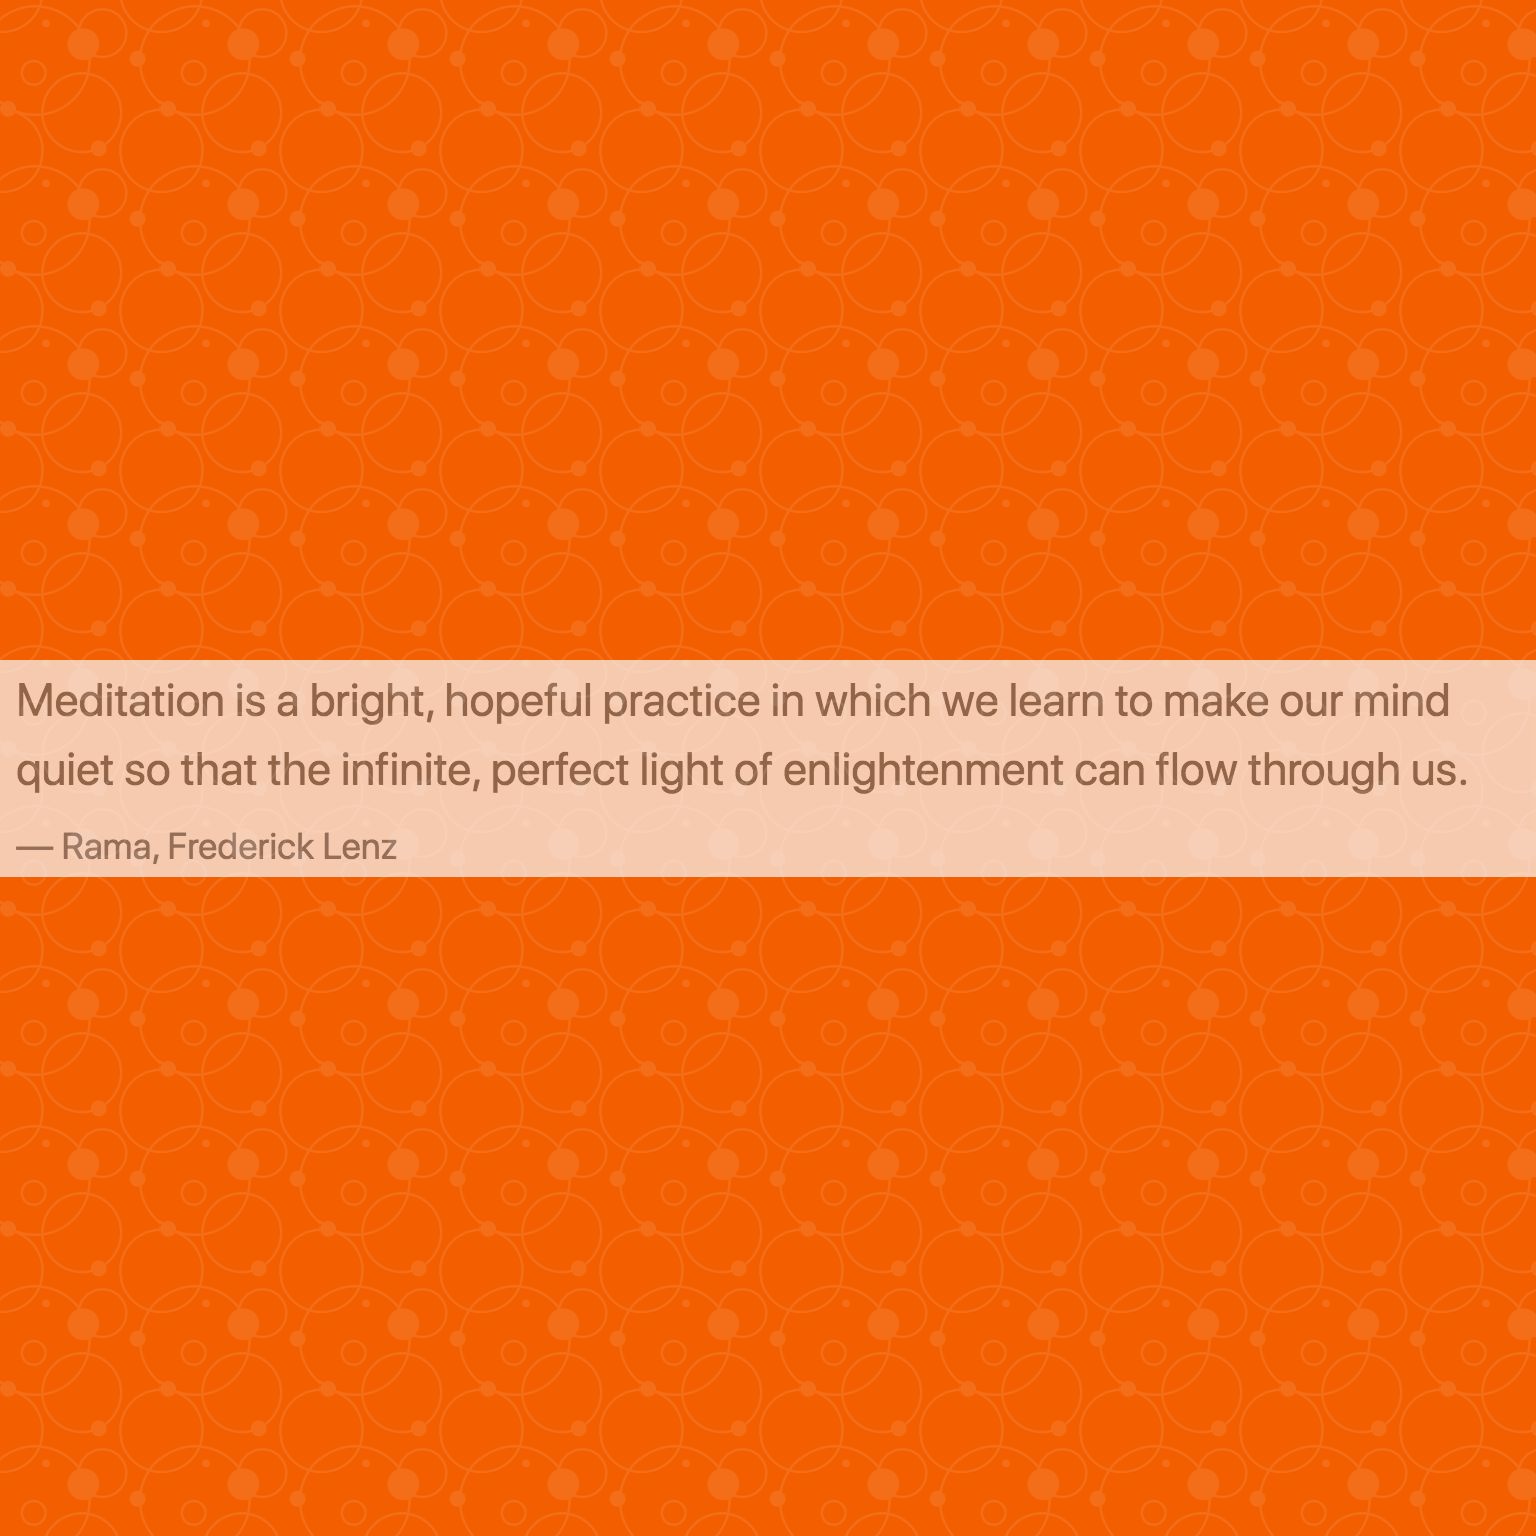 Meditation is a bright, hopeful practice in which we learn to make our mind
quiet so that the infinite, perfect light of enlightenment can flow through us.
— Rama, Frederick Lenz